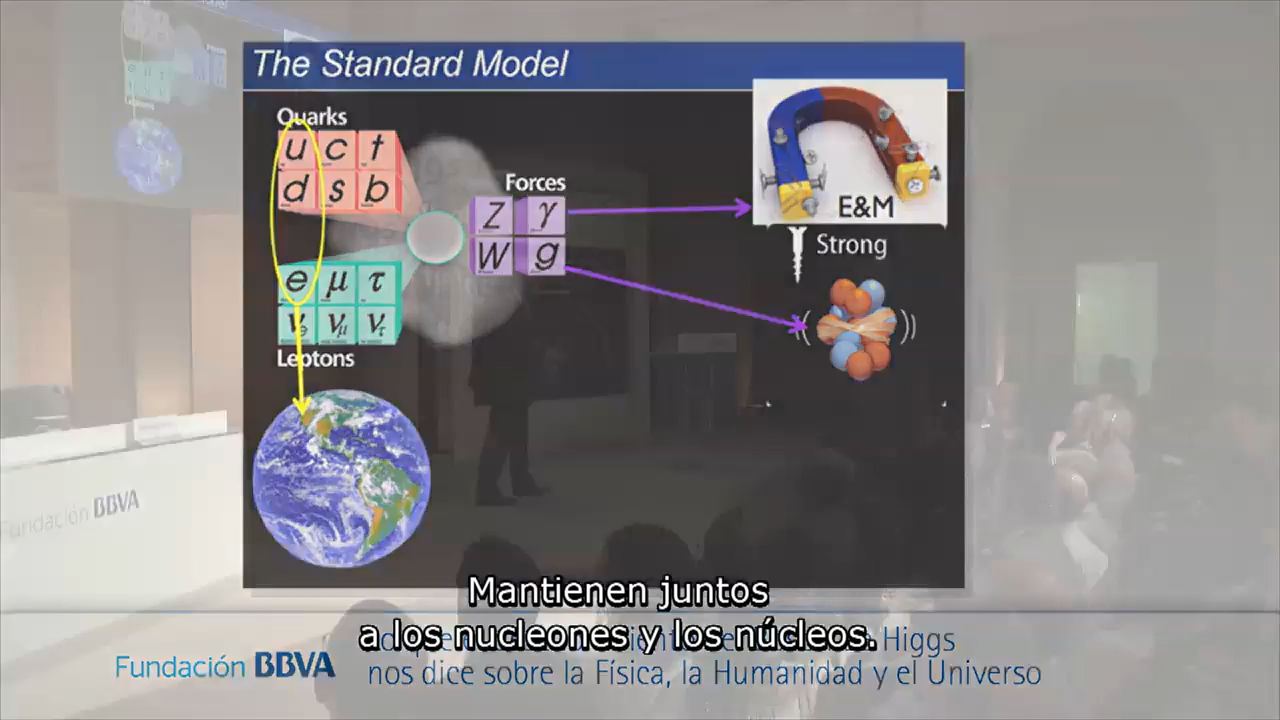 The Standard Model
Quarks
u c t
d s b
Forces
Z γ
W g
e μ τ
νe νμ ντ
Leptons
E&M
Strong
Mantienen juntos
a los nucleones y los núcleos.
Higgs
nos dice sobre la Física, la Humanidad y el Universo
Fundación BBVA
Fundación BBVA